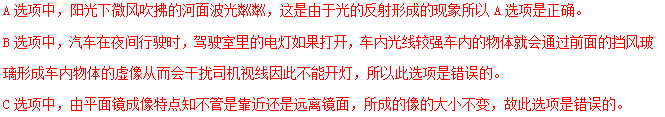 A选项中，阳光下微风吹拂的河面波光粼粼，这是由于光的反射形成的现象所以A选项是正确。
B选项中，汽车在夜间行驶时，驾驶室里的电灯如果打开，车内光线较强车内的物体就会通过前面的挡风玻
璃形成车内物体的虚像从而会干扰司机视线因此不能开灯，所以此选项是错误的。
C选项中，由平面镜成像特点知不管是靠近还是远离镜面，所成的像的大小不变，故此选项是错误的。